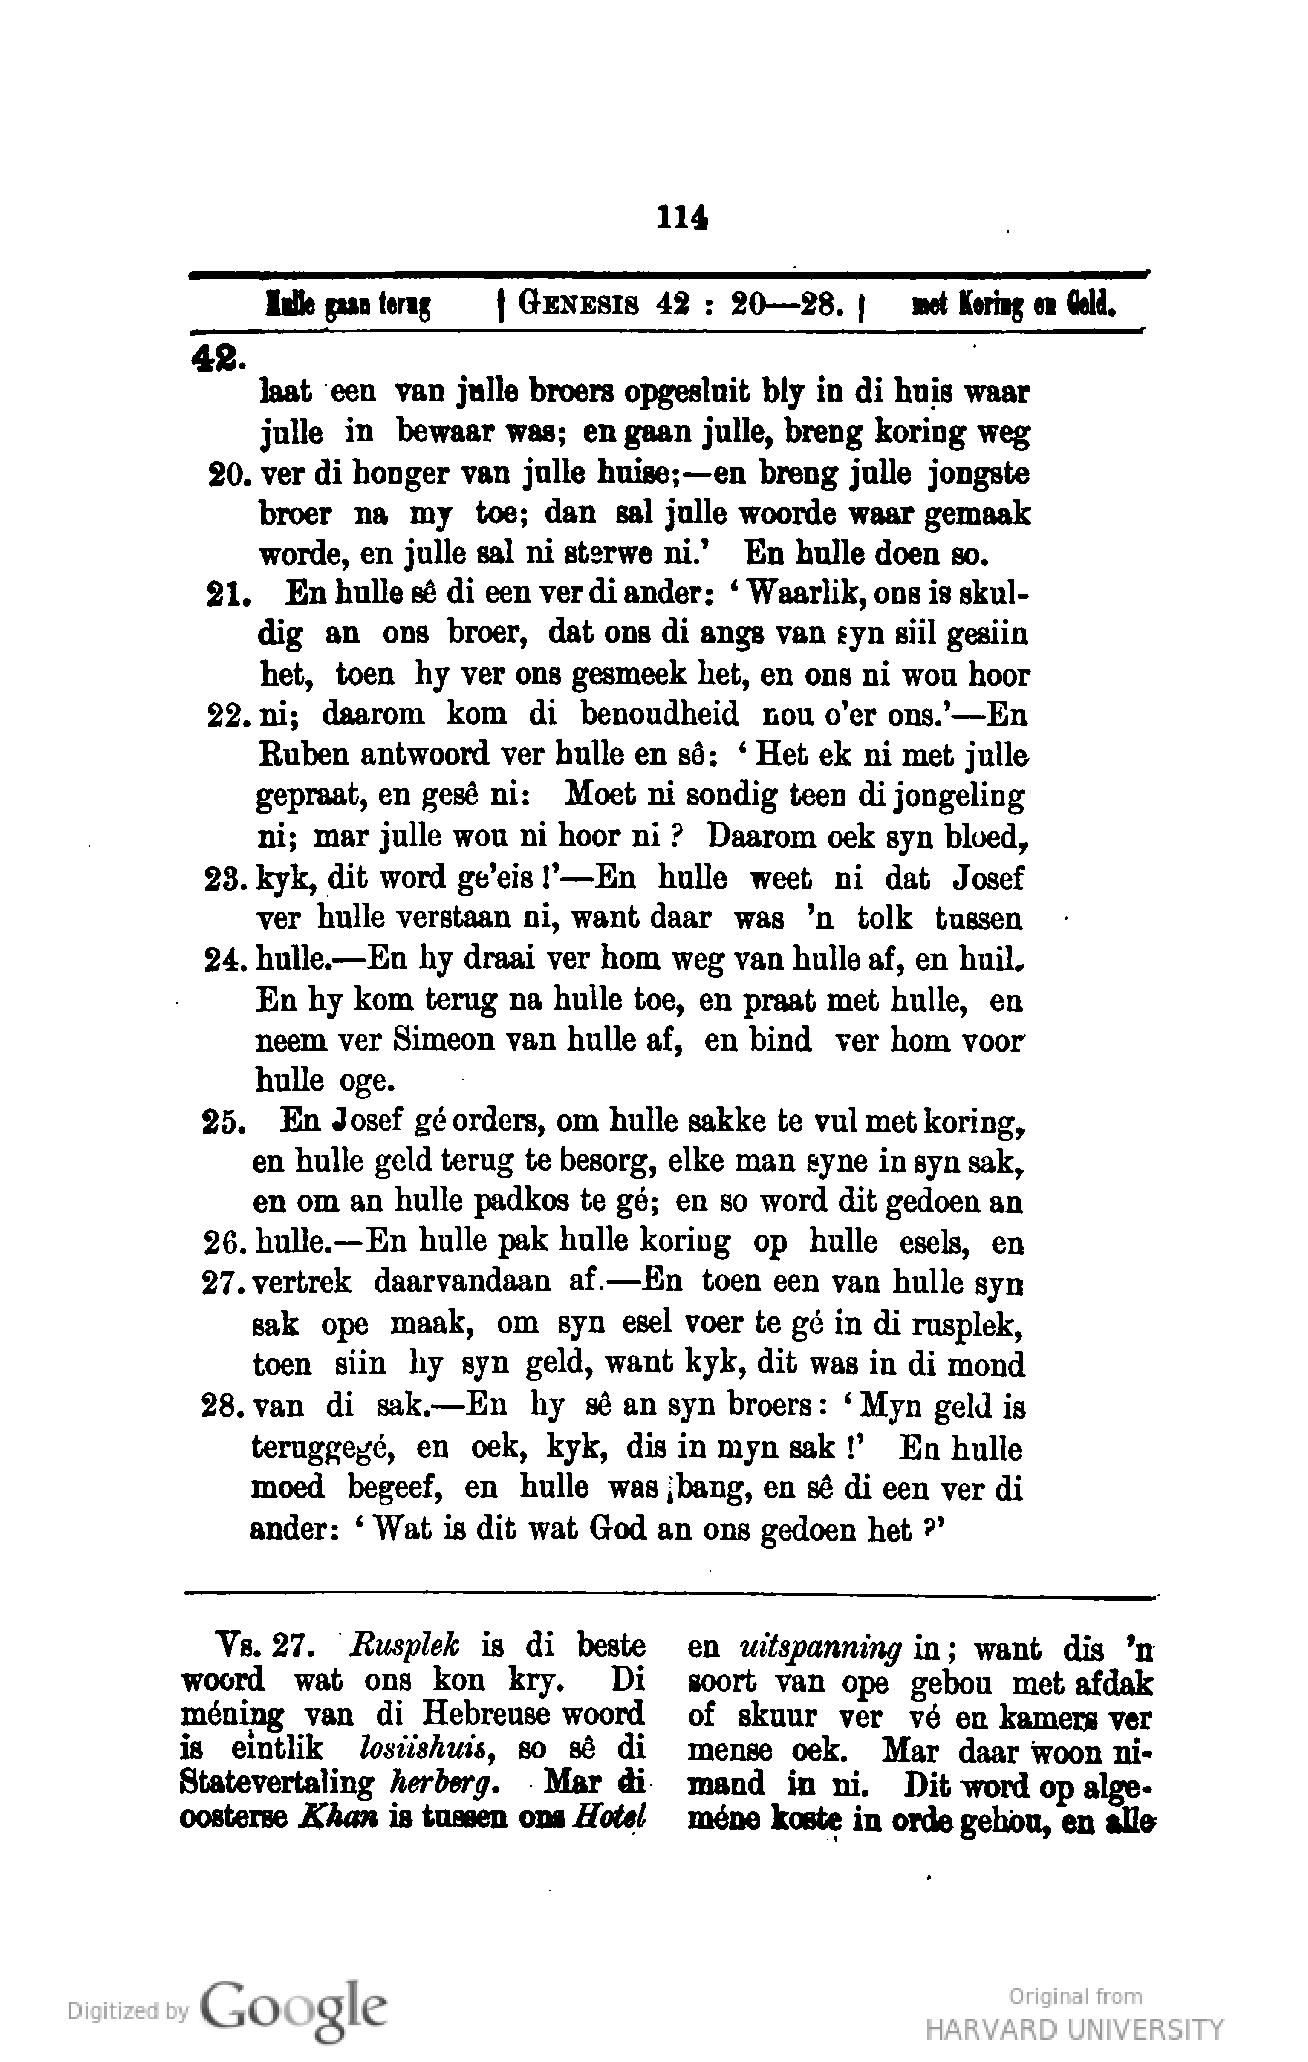 114
Hulle gaan terug | GENESIS 42 : 20—28. | met Koring en Geld.
42.
laat een van julle broers opgesluit bly in di huis waar
julle in bewaar was; en gaan julle, breng koring weg
20. ver di honger van julle huise;—en breng julle jongste
broer na my toe; dan sal julle woorde waar gemaak
worde, en julle sal ni sterwe ni.’ En hulle doen so.
21. En hulle sê di een ver di ander: ‘Waarlik, ons is skul-
dig an ons broer, dat ons di angs van syn siil gesiin
het, toen hy ver ons gesmeek het, en ons ni wou hoor
22. ni; daarom kom di benoudheid nou o’er ons.’—En
Ruben antwoord ver hulle en sê: ‘Het ek ni met julle
gepraat, en gesê ni: Moet ni sondig teen di jongeling
ni; mar julle wou ni hoor ni? Daarom oek syn bloed,
23. kyk, dit word ge’eis!’—En hulle weet ni dat Josef
ver hulle verstaan ni, want daar was ’n tolk tussen
24. hulle.—En hy draai ver hom weg van hulle af, en huil.
En hy kom terug na hulle toe, en praat met hulle, en
neem ver Simeon van hulle af, en bind ver hom voor
hulle oge.
25. En Josef gé orders, om hulle sakke te vul met koring,
en hulle geld terug te besorg, elke man syne in syn sak,
en om an hulle padkos te gé; en so word dit gedoen an
26. hulle.—En hulle pak hulle koring op hulle esels, en
27. vertrek daarvandaan af.—En toen een van hulle syn
sak ope maak, om syn esel voer te gé in di rusplek,
toen siin hy syn geld, want kyk, dit was in di mond
28. van di sak.—En hy sê an syn broers: ‘Myn geld is
teruggegé, en oek, kyk, dis in myn sak!’ En hulle
moed begeef, en hulle was bang, en sê di een ver di
ander: ‘Wat is dit wat God an ons gedoen het?’
Vs. 27. Rusplek is di beste
woord wat ons kon kry. Di
méning van di Hebreuse woord
is eintlik losiishuis, so sê di
Statevertaling herberg. Mar di
oosterse Khan is tussen ons Hotel
en uitspanning in; want dis ’n
soort van ope gebou met afdak
of skuur ver vé en kamers ver
mense oek. Mar daar woon ni-
mand in ni. Dit word op alge-
méne koste in orde gehou, en alle
Digitized by Google
Original from
HARVARD UNIVERSITY